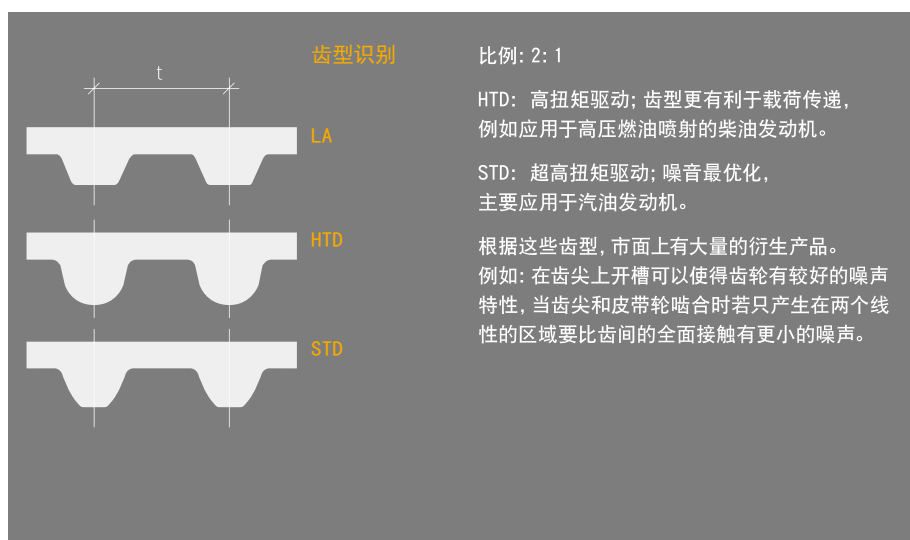 t
齿型识别
LA
HTD
STD
比例: 2: 1
HTD: 高扭矩驱动; 齿型更有利于载荷传递,
例如应用于高压燃油喷射的柴油发动机。
STD: 超高扭矩驱动; 噪音最优化,
主要应用于汽油发动机。
根据这些齿型, 市面上有大量的衍生产品。
例如: 在齿尖上开槽可以使得齿轮有较好的噪声
特性, 当齿尖和皮带轮啮合时若只产生在两个线
性的区域要比齿间的全面接触有更小的噪声。